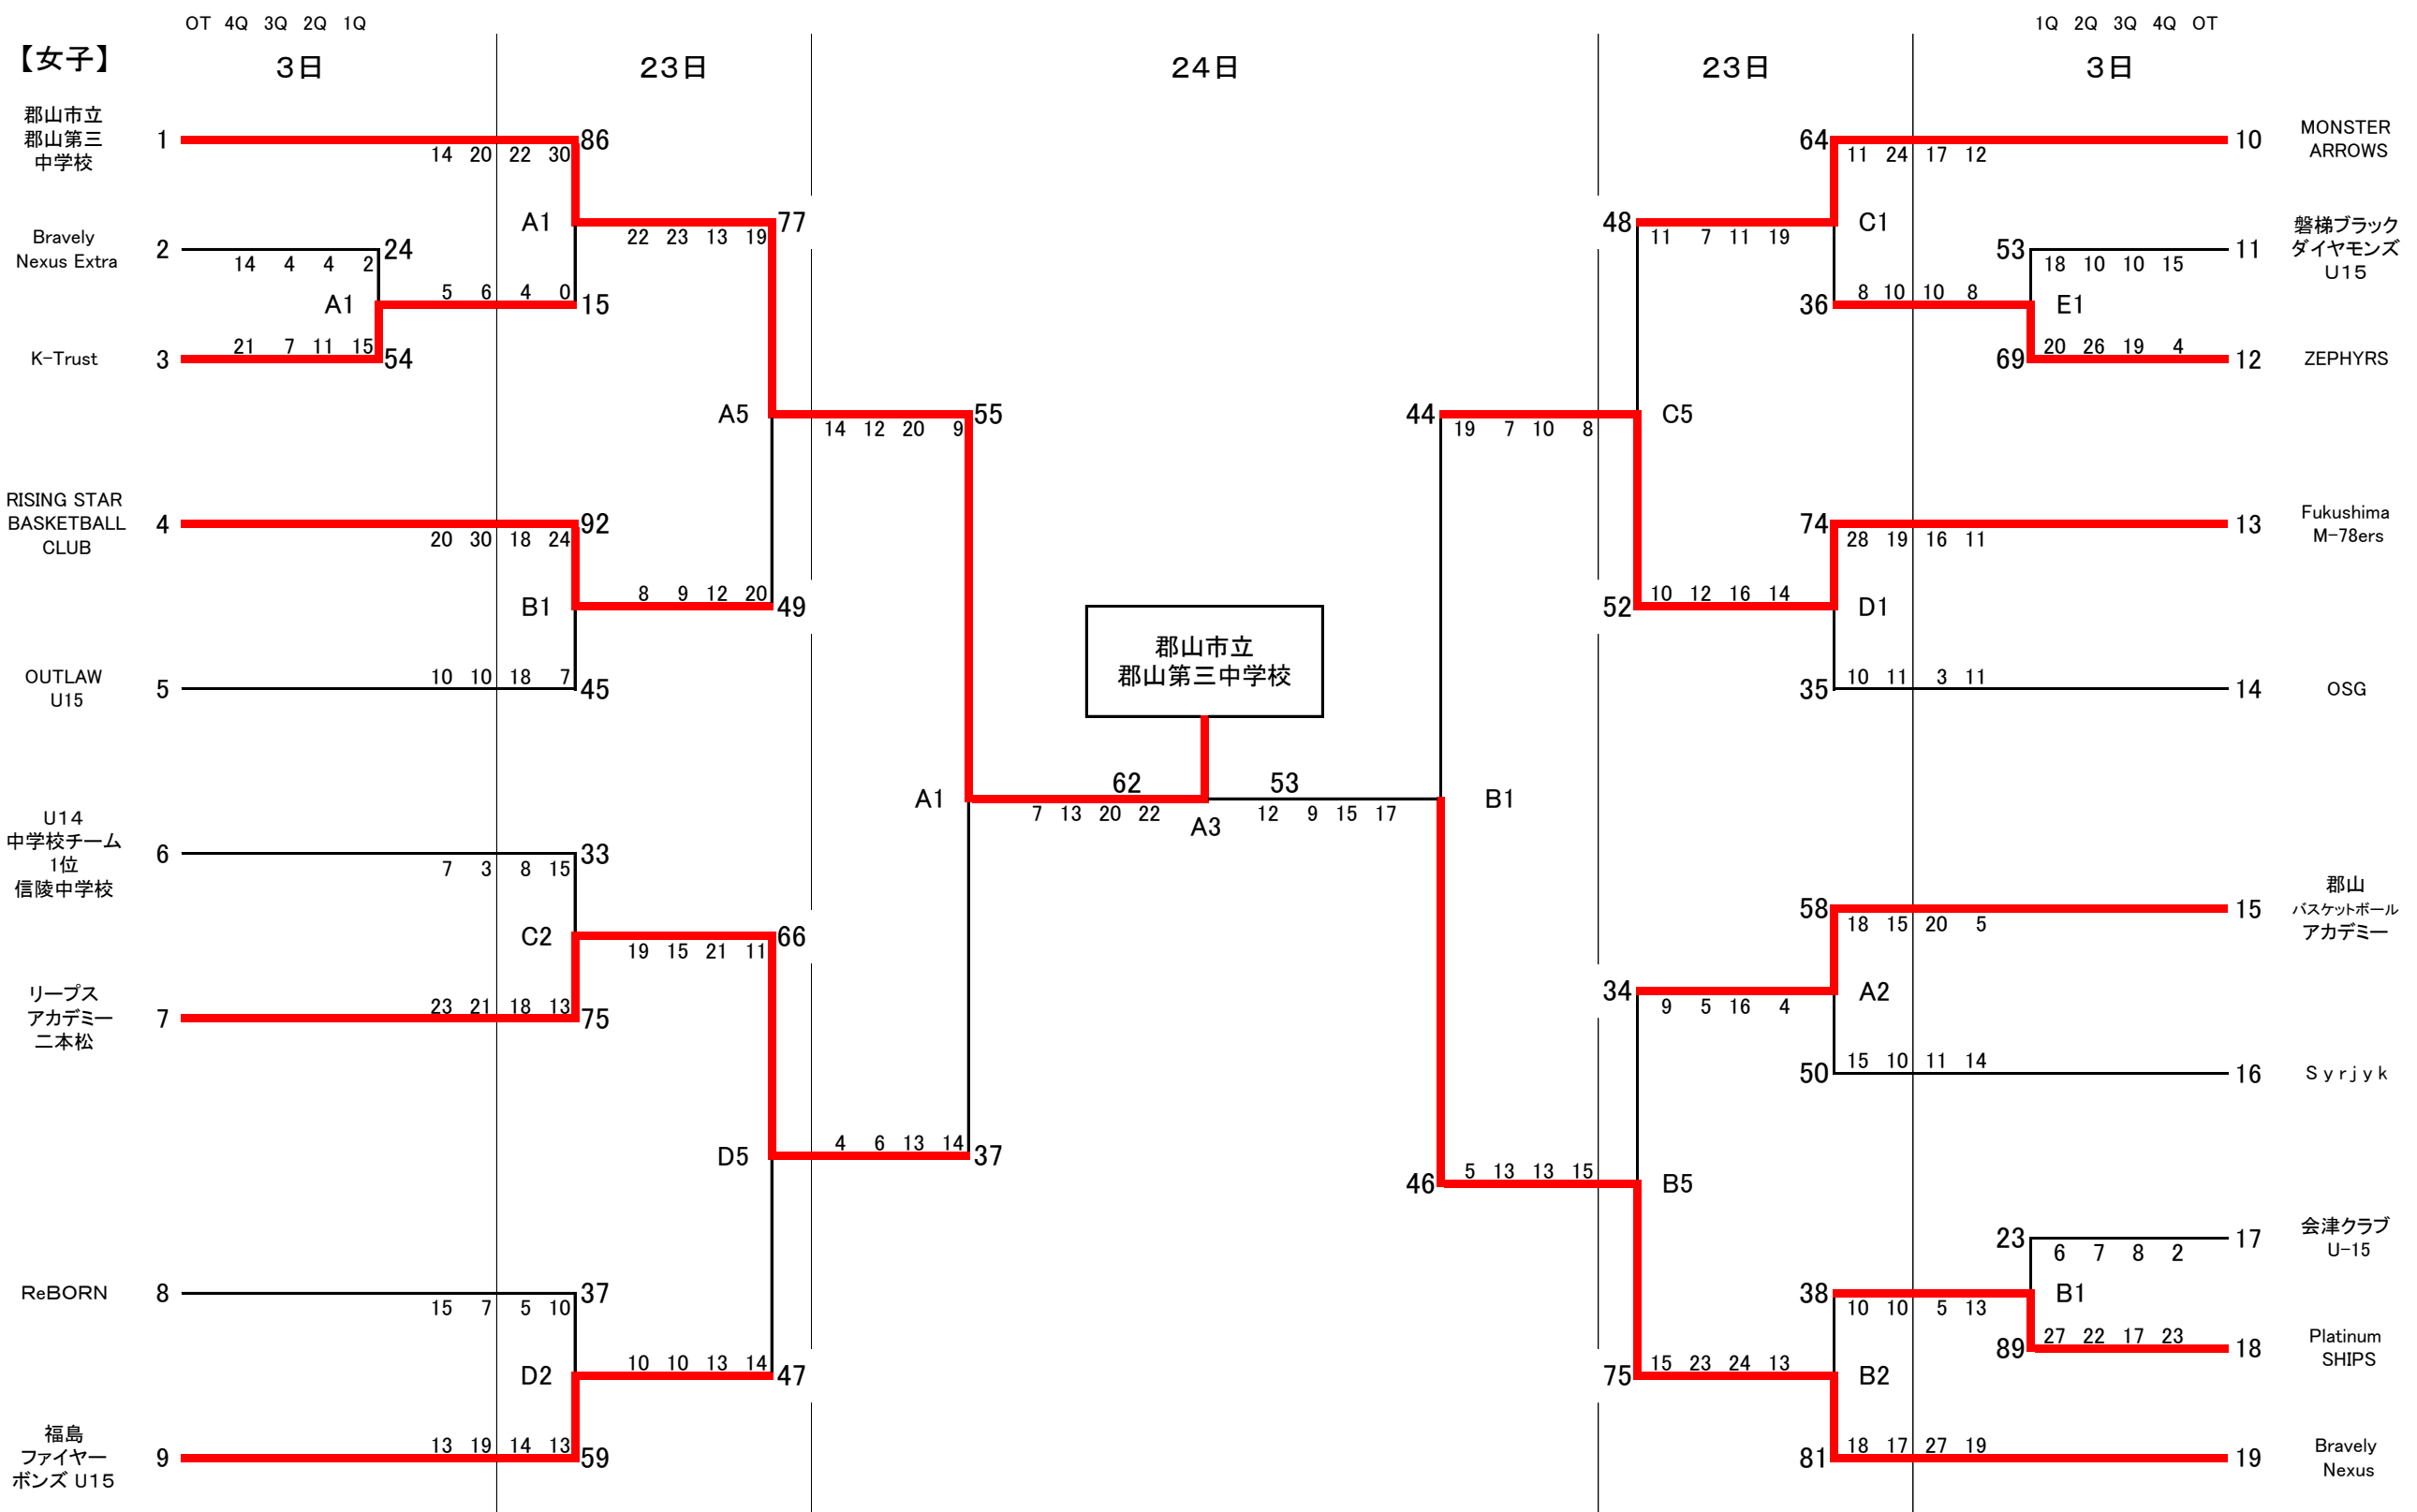 OT 4Q 3Q 2Q 1Q
1Q 2Q 3Q 4Q OT
【女子】
3日
23日
24日
23日
3日
郡山市立
郡山第三
中学校
1
14 20 22 30
86
A1
Bravely
Nexus Extra
2
14 4 4 2
24
A1
5 6 4 0
15
K-Trust
3
21 7 11 15
54
22 23 13 19
77
A5
RISING STAR
BASKETBALL
CLUB
4
20 30 18 24
92
B1
8 9 12 20
49
OUTLAW
U15
5
10 10 18 7
45
14 12 20 9
55
A1
U14
中学校チーム
1位
信陵中学校
6
7 3 8 15
33
C2
19 15 21 11
66
リープス
アカデミー
二本松
7
23 21 18 13
75
D5
4 6 13 14
37
ReBORN
8
15 7 5 10
37
D2
10 10 13 14
47
福島
ファイヤー
ボンズ U15
9
13 19 14 13
59
郡山市立
郡山第三中学校
62
53
7 13 20 22
A3
12 9 15 17
B1
44
19 7 10 8
C5
46
5 13 13 15
B5
64
11 24 17 12
10
MONSTER
ARROWS
48
11 7 11 19
C1
53
18 10 10 15
11
磐梯ブラック
ダイヤモンズ
U15
36
8 10 10 8
E1
69
20 26 19 4
12
ZEPHYRS
74
28 19 16 11
13
Fukushima
M-78ers
52
10 12 16 14
D1
35
10 11 3 11
14
OSG
58
18 15 20 5
15
郡山
バスケットボール
アカデミー
34
9 5 16 4
A2
50
15 10 11 14
16
Syrjyk
23
6 7 8 2
17
会津クラブ
U-15
38
10 10 5 13
B1
89
27 22 17 23
18
Platinum
SHIPS
75
15 23 24 13
B2
81
18 17 27 19
19
Bravely
Nexus